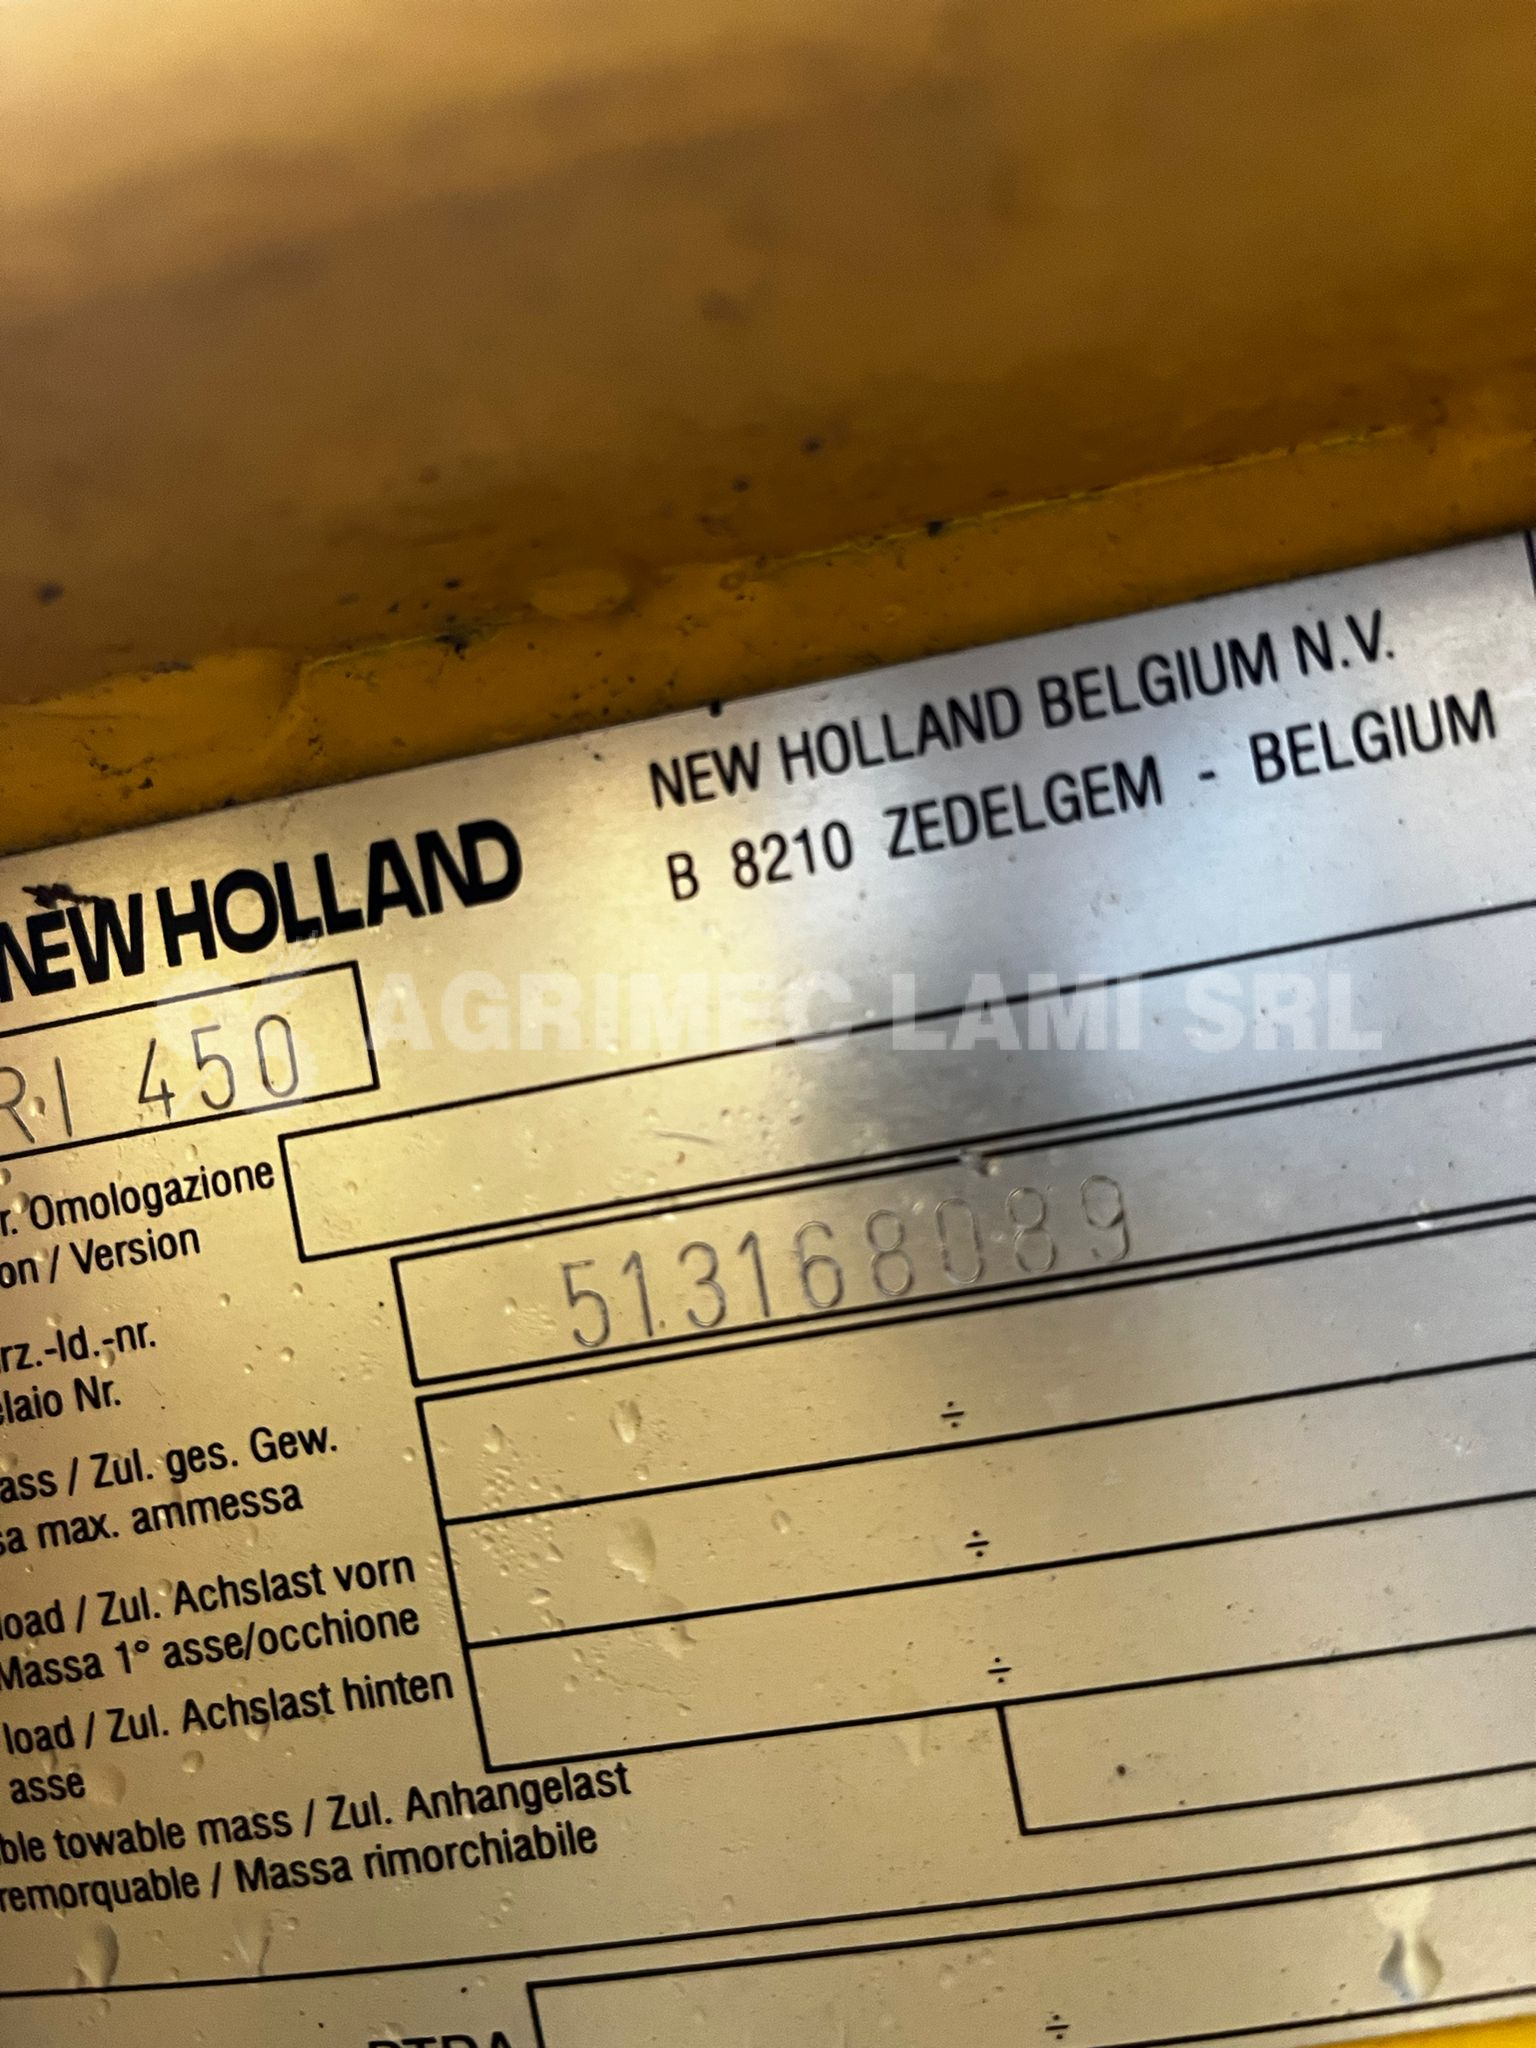 NEW HOLLAND BELGIUM N.V.
B 8210 ZEDELGEM - BELGIUM
NEW HOLLAND
AGRIMEC LAMI SRL
RI 450
r. Omologazione
on / Version
513168089
rz.-Id.-nr.
elaio Nr.
ass / Zul. ges. Gew.
sa max. ammessa
÷
load / Zul. Achslast vorn
Massa 1° asse/occhione
÷
load / Zul. Achslast hinten
asse
÷
ble towable mass / Zul. Anhangelast
remorquable / Massa rimorchiabile
÷